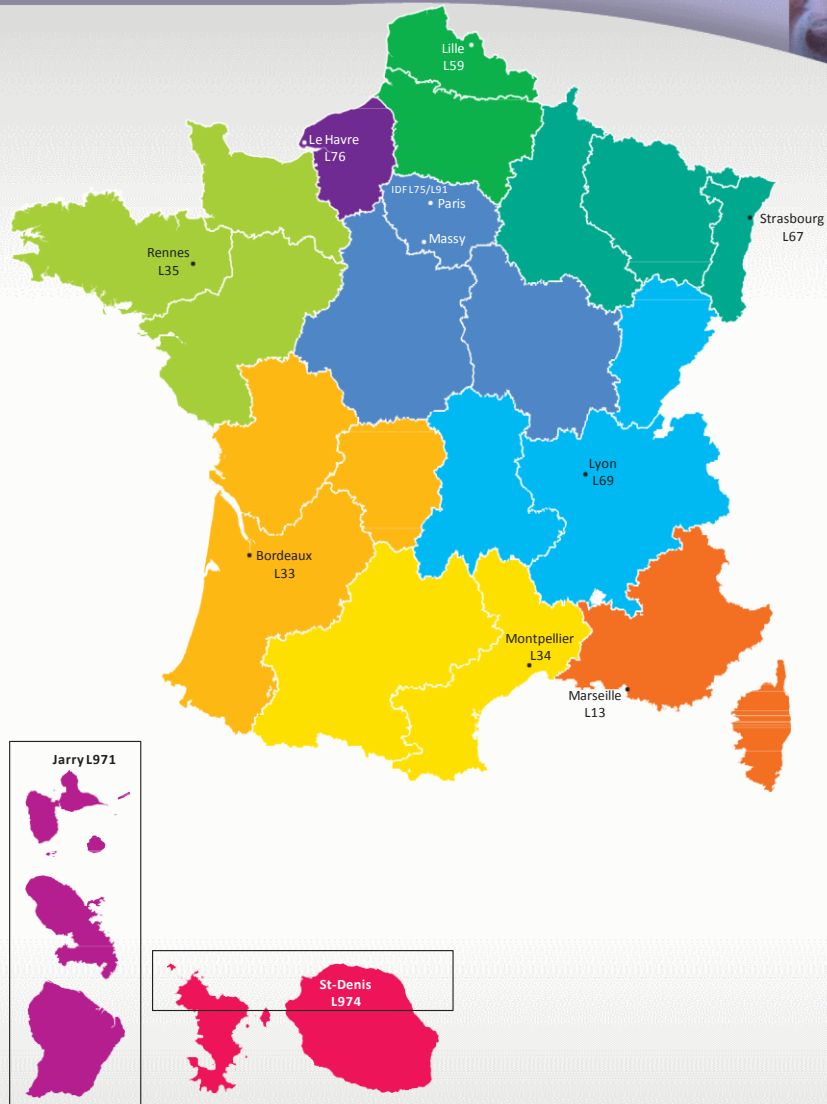 Lille
L59
Le Havre
L76
IDF L75/L91
Paris
Massy
Strasbourg
L67
Rennes
L35
Lyon
L69
Bordeaux
L33
Montpellier
L34
Marseille
L13
Jarry L971
St-Denis
L974